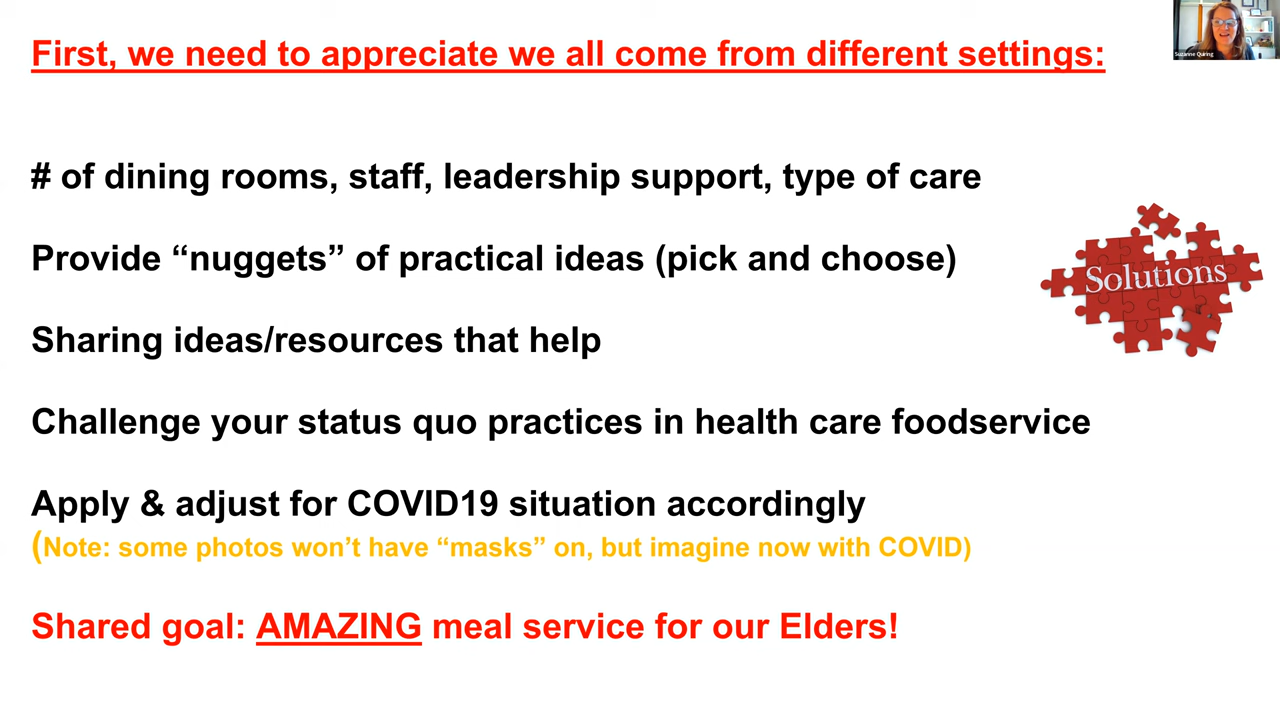 First, we need to appreciate we all come from different settings:
Suzanne Quiring
# of dining rooms, staff, leadership support, type of care
Provide “nuggets” of practical ideas (pick and choose)
Solutions
Sharing ideas/resources that help
Challenge your status quo practices in health care foodservice
Apply & adjust for COVID19 situation accordingly
(Note: some photos won’t have “masks” on, but imagine now with COVID)
Shared goal: AMAZING meal service for our Elders!